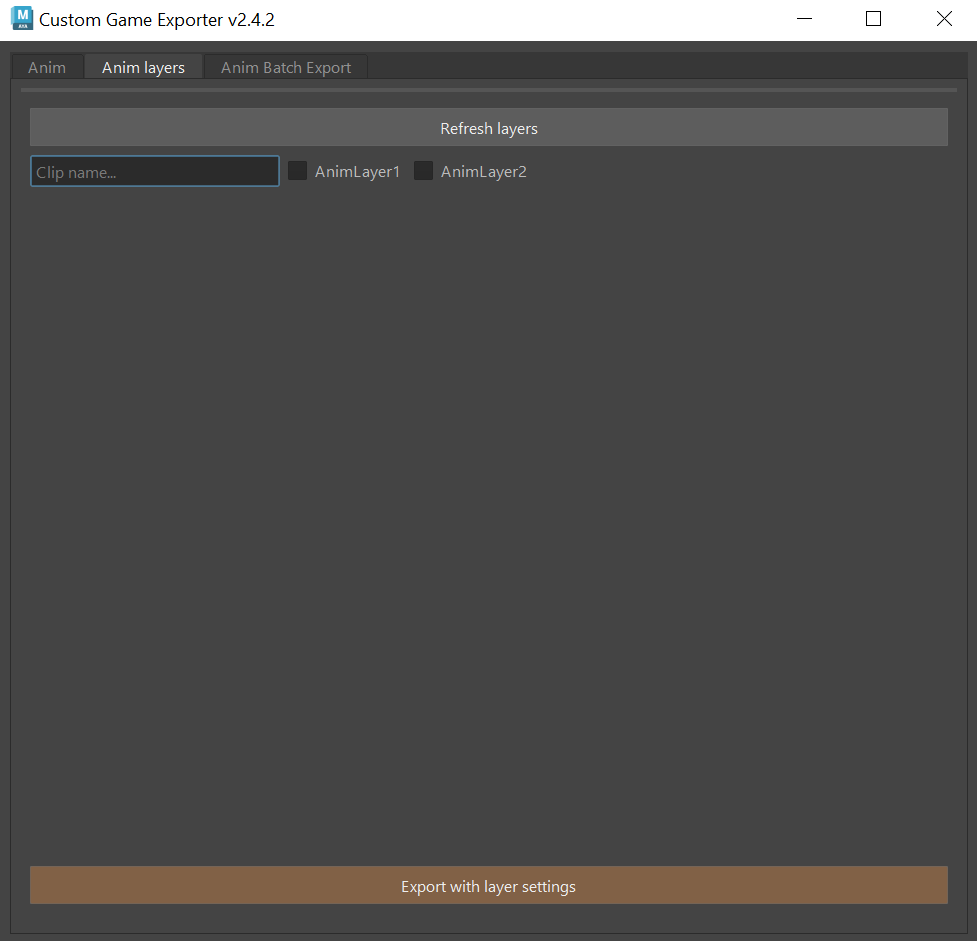 M
AYA
Custom Game Exporter v2.4.2
Anim Anim layers Anim Batch Export
Refresh layers
Clip name... AnimLayer1 AnimLayer2
Export with layer settings